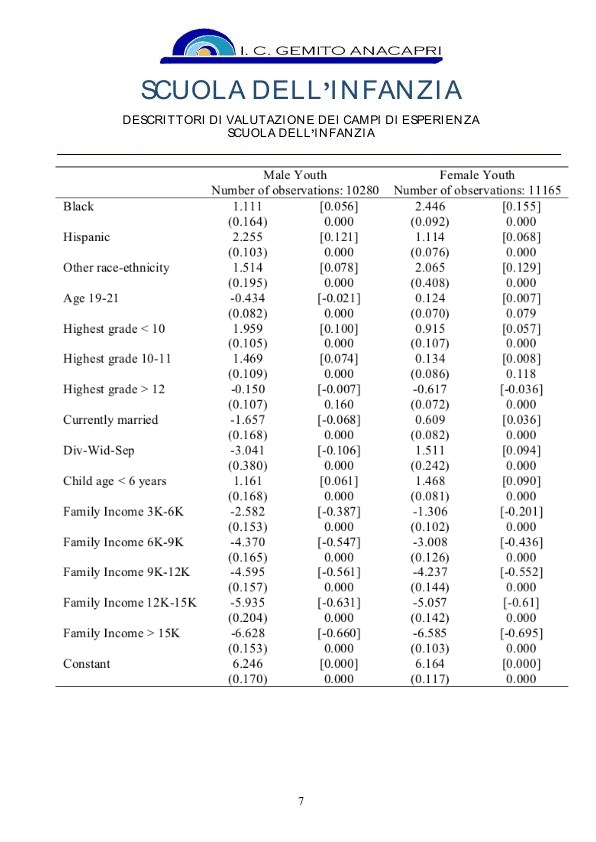 I. C. GEMITO ANACAPRI
SCUOLA DELL’INFANZIA
DESCRITTORI DI VALUTAZIONE DEI CAMPI DI ESPERIENZA
SCUOLA DELL’INFANZIA
Male Youth Female Youth
Number of observations: 10280 Number of observations: 11165
Black 1.111 [0.056] 2.446 [0.155]
(0.164) 0.000 (0.092) 0.000
Hispanic 2.255 [0.121] 1.114 [0.068]
(0.103) 0.000 (0.076) 0.000
Other race-ethnicity 1.514 [0.078] 2.065 [0.129]
(0.195) 0.000 (0.408) 0.000
Age 19-21 -0.434 [-0.021] 0.124 [0.007]
(0.082) 0.000 (0.070) 0.079
Highest grade < 10 1.959 [0.100] 0.915 [0.057]
(0.105) 0.000 (0.107) 0.000
Highest grade 10-11 1.469 [0.074] 0.134 [0.008]
(0.109) 0.000 (0.086) 0.118
Highest grade > 12 -0.150 [-0.007] -0.617 [-0.036]
(0.107) 0.160 (0.072) 0.000
Currently married -1.657 [-0.068] 0.609 [0.036]
(0.168) 0.000 (0.082) 0.000
Div-Wid-Sep -3.041 [-0.106] 1.511 [0.094]
(0.380) 0.000 (0.242) 0.000
Child age < 6 years 1.161 [0.061] 1.468 [0.090]
(0.168) 0.000 (0.081) 0.000
Family Income 3K-6K -2.582 [-0.387] -1.306 [-0.201]
(0.153) 0.000 (0.102) 0.000
Family Income 6K-9K -4.370 [-0.547] -3.008 [-0.436]
(0.165) 0.000 (0.126) 0.000
Family Income 9K-12K -4.595 [-0.561] -4.237 [-0.552]
(0.157) 0.000 (0.144) 0.000
Family Income 12K-15K -5.935 [-0.631] -5.057 [-0.61]
(0.204) 0.000 (0.142) 0.000
Family Income > 15K -6.628 [-0.660] -6.585 [-0.695]
(0.153) 0.000 (0.103) 0.000
Constant 6.246 [0.000] 6.164 [0.000]
(0.170) 0.000 (0.117) 0.000
7